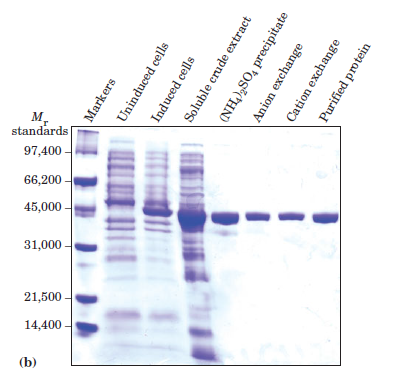 Markers
Uninduced cells
Induced cells
Soluble crude extract
(NH4)2SO4 precipitate
Anion exchange
Cation exchange
Purified protein
Mr
standards
97,400
66,200
45,000
31,000
21,500
14,400
(b)